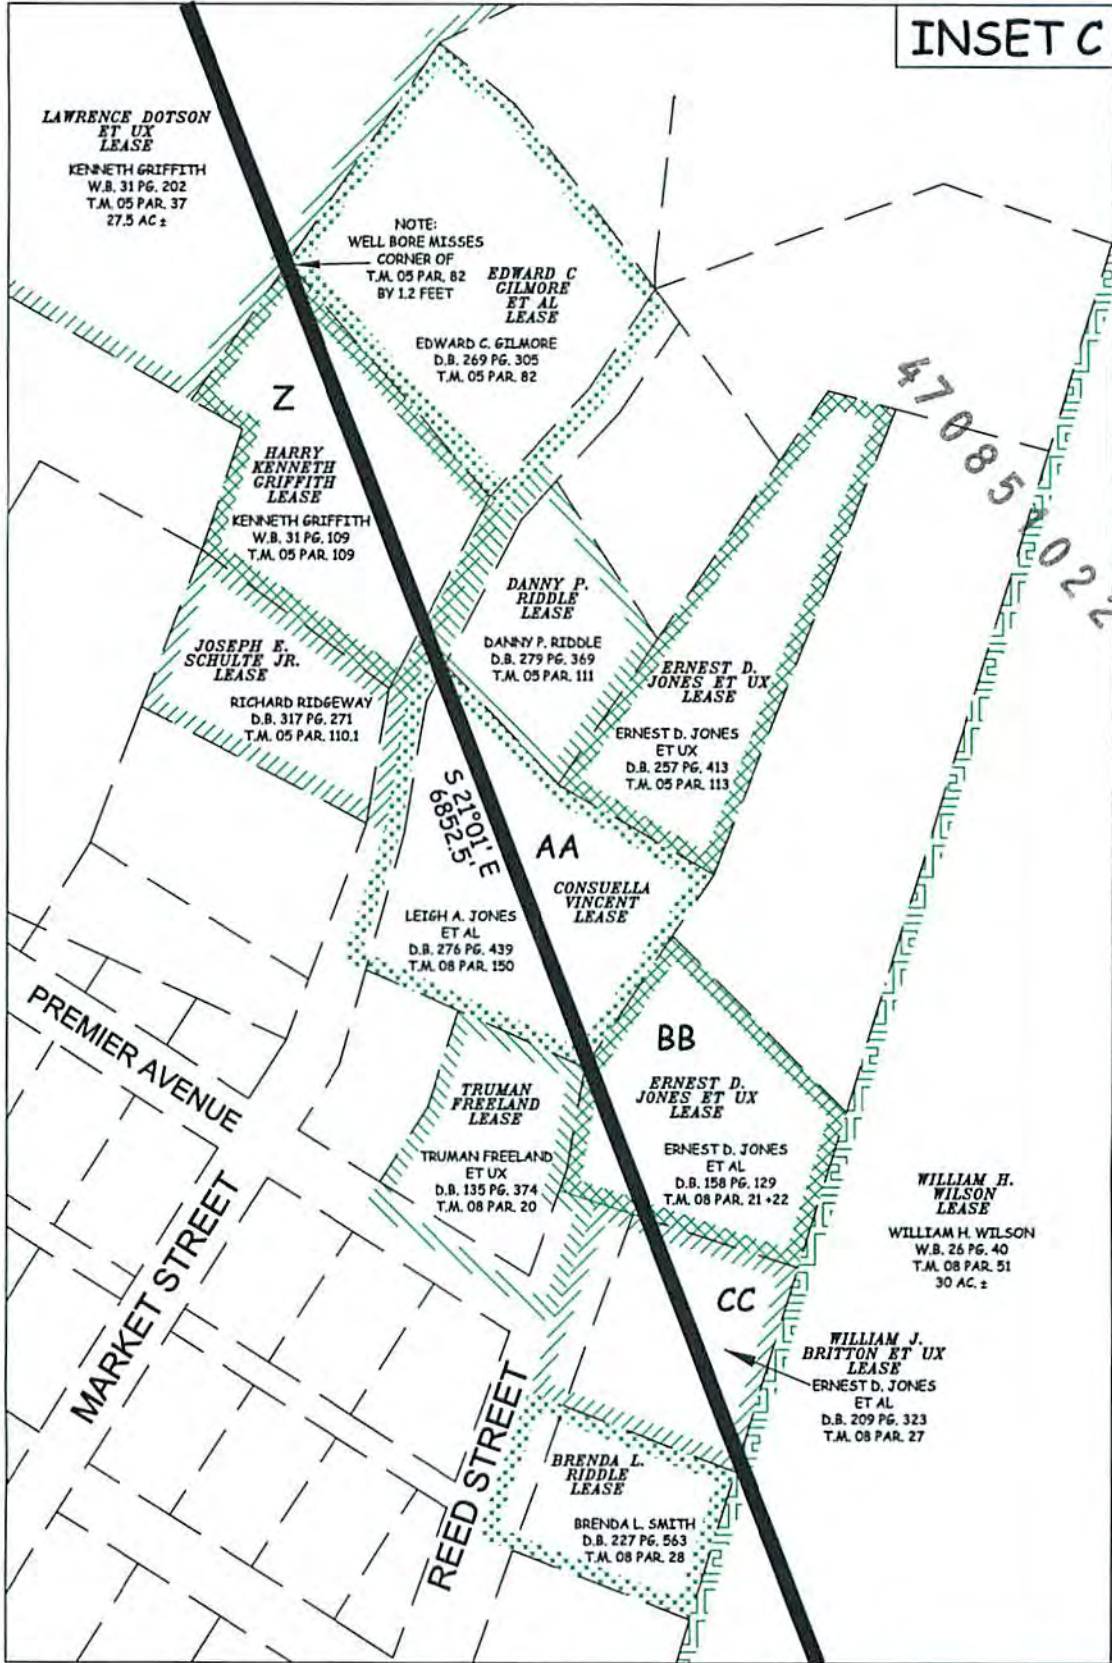 INSET C
LAWRENCE DOTSON
ET UX
LEASE
KENNETH GRIFFITH
W.B. 31 PG. 202
T.M. 05 PAR. 37
27.5 AC ±
NOTE:
WELL BORE MISSES
CORNER OF
T.M. 05 PAR. 82
BY 1.2 FEET
EDWARD C
GILMORE
ET AL
LEASE
EDWARD C. GILMORE
D.B. 269 PG. 305
T.M. 05 PAR. 82
Z
HARRY
KENNETH
GRIFFITH
LEASE
KENNETH GRIFFITH
W.B. 31 PG. 109
T.M. 05 PAR. 109
DANNY P.
RIDDLE
LEASE
DANNY P. RIDDLE
D.B. 279 PG. 369
T.M. 05 PAR. 111
JOSEPH E.
SCHULTE JR.
LEASE
RICHARD RIDGEWAY
D.B. 317 PG. 271
T.M. 05 PAR. 110.1
ERNEST D.
JONES ET UX
LEASE
ERNEST D. JONES
ET UX
D.B. 257 PG. 413
T.M. 05 PAR. 113
S 21°01' E
6852.5'
AA
CONSUELLA
VINCENT
LEASE
LEIGH A. JONES
ET AL
D.B. 276 PG. 439
T.M. 08 PAR. 150
PREMIER AVENUE
BB
ERNEST D.
JONES ET UX
LEASE
ERNEST D. JONES
ET AL
D.B. 158 PG. 129
T.M. 08 PAR. 21 +22
TRUMAN
FREELAND
LEASE
TRUMAN FREELAND
ET UX
D.B. 135 PG. 374
T.M. 08 PAR. 20
WILLIAM H.
WILSON
LEASE
WILLIAM H. WILSON
W.B. 26 PG. 40
T.M. 08 PAR. 51
30 AC. ±
MARKET STREET
CC
WILLIAM J.
BRITTON ET UX
LEASE
ERNEST D. JONES
ET AL
D.B. 209 PG. 323
T.M. 08 PAR. 27
REED STREET
BRENDA L.
RIDDLE
LEASE
BRENDA L. SMITH
D.B. 227 PG. 563
T.M. 08 PAR. 28